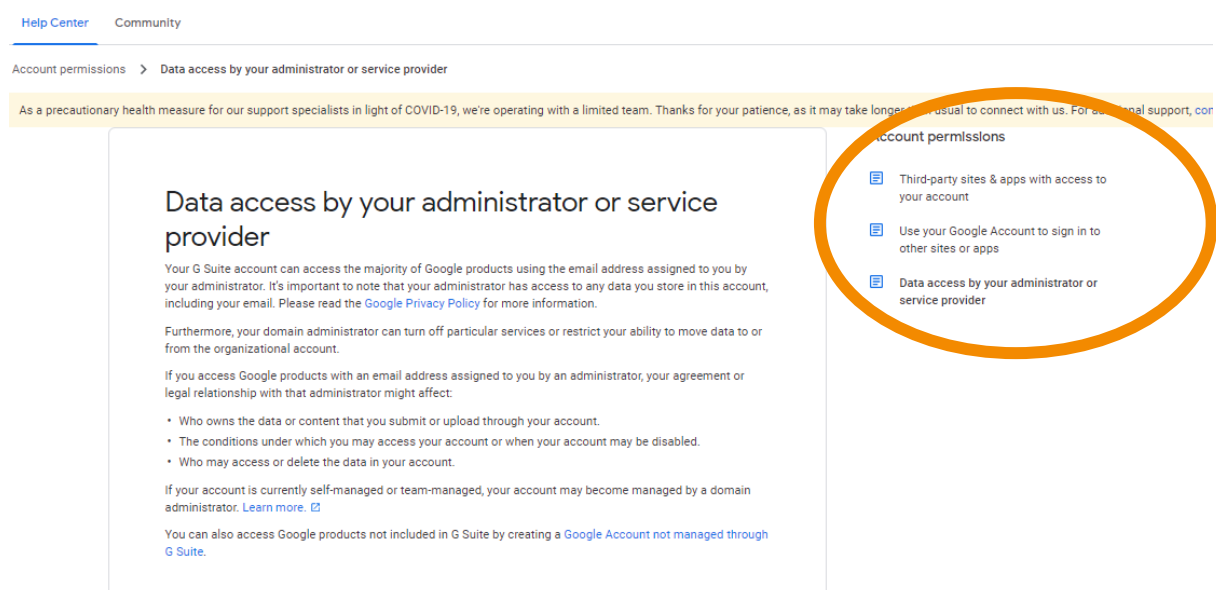 Help Center Community
Account permissions > Data access by your administrator or service provider
As a precautionary health measure for our support specialists in light of COVID-19, we're operating with a limited team. Thanks for your patience, as it may take longer usual to connect with us. For support, con
Data access by your administrator or service
provider
Your G Suite account can access the majority of Google products using the email address assigned to you by
your administrator. It's important to note that your administrator has access to any data you store in this account,
including your email. Please read the Google Privacy Policy for more information.
Furthermore, your domain administrator can turn off particular services or restrict your ability to move data to or
from the organizational account.
If you access Google products with an email address assigned to you by an administrator, your agreement or
legal relationship with that administrator might affect:
• Who owns the data or content that you submit or upload through your account.
• The conditions under which you may access your account or when your account may be disabled.
• Who may access or delete the data in your account.
If your account is currently self-managed or team-managed, your account may become managed by a domain
administrator. Learn more.
You can also access Google products not included in G Suite by creating a Google Account not managed through
G Suite.
Account permissions
Third-party sites & apps with access to
your account
Use your Google Account to sign in to
other sites or apps
Data access by your administrator or
service provider